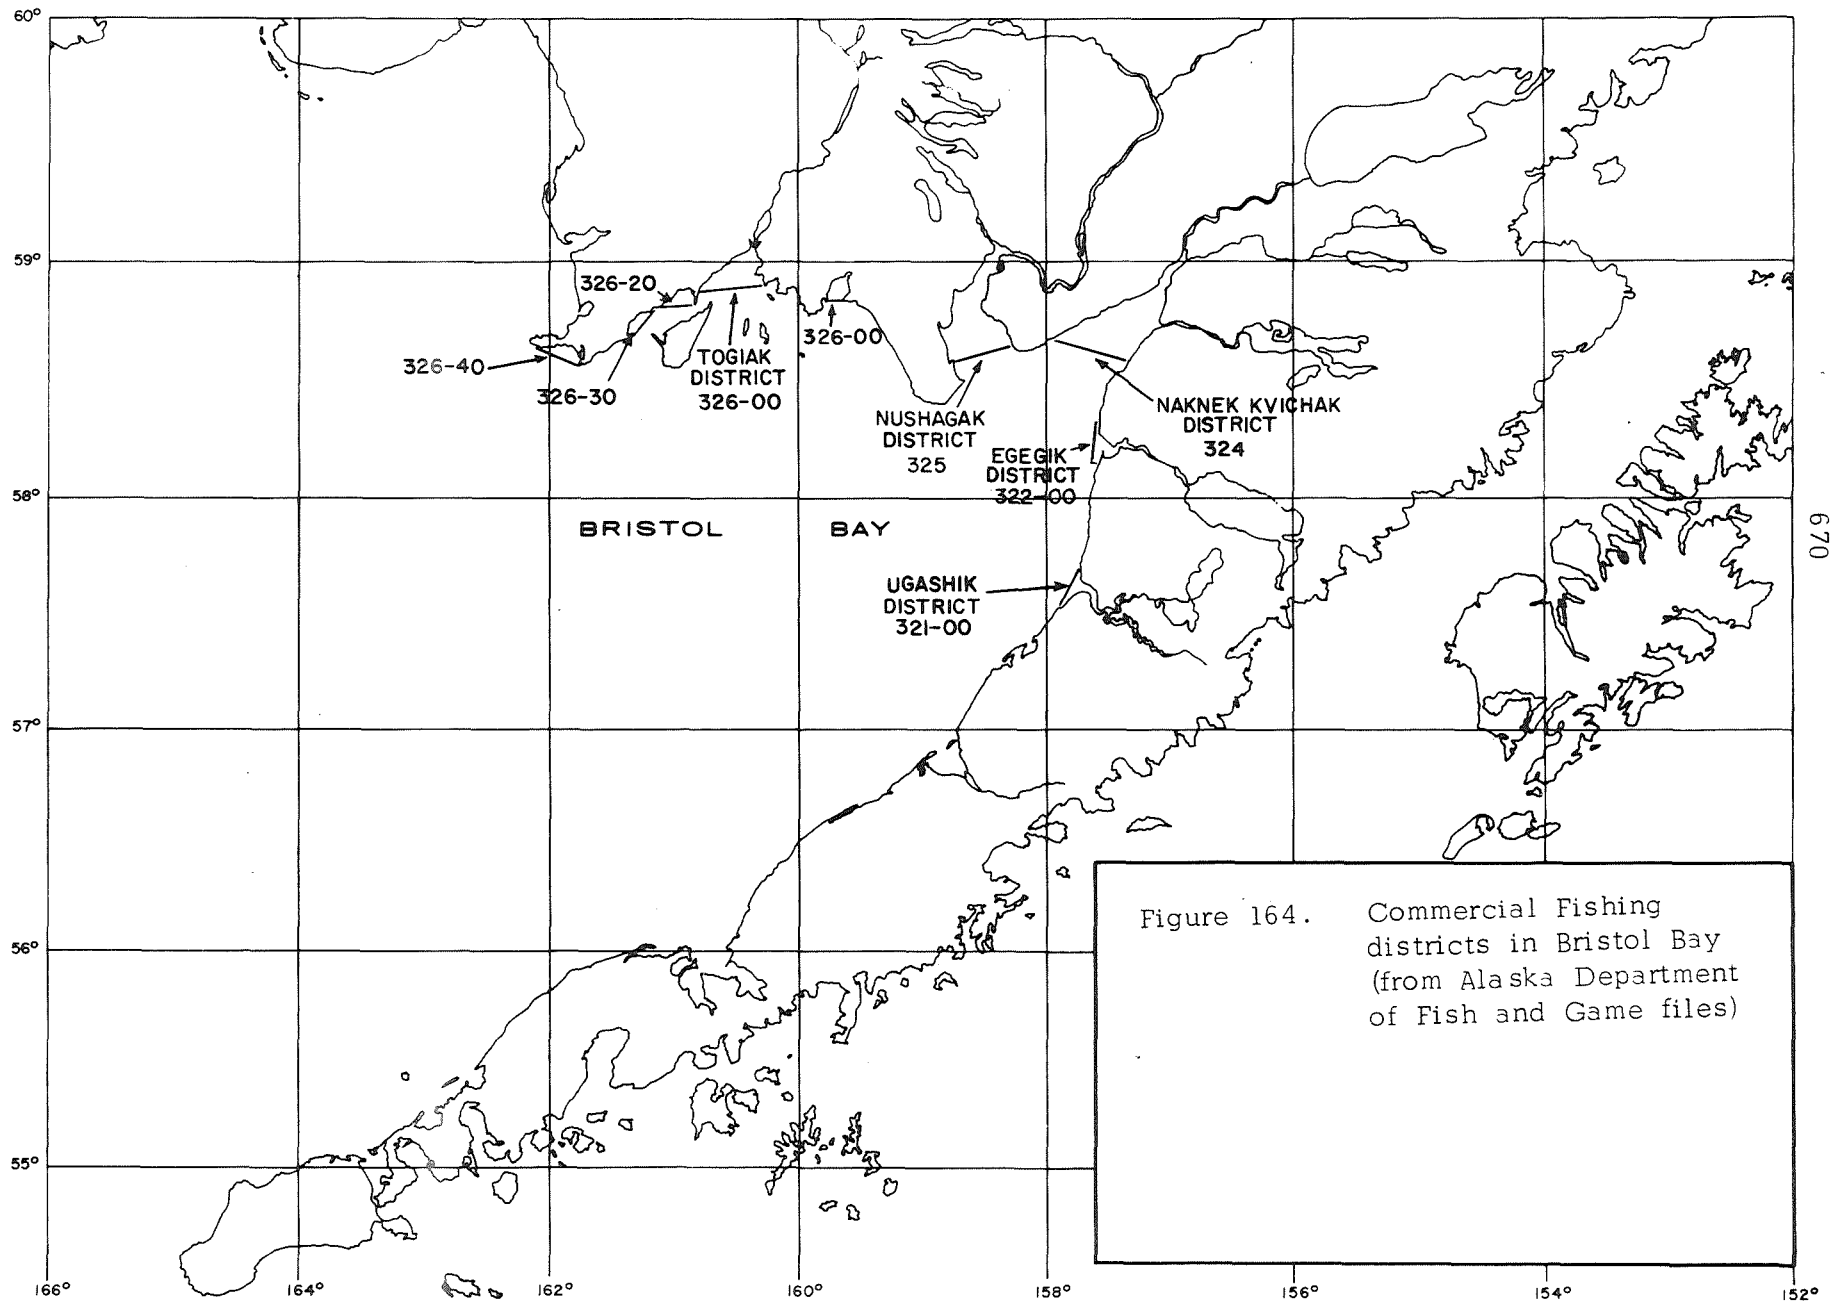 60°
59°
326-20
326-40
326-30
TOGIAK
DISTRICT
326-00
326-00
NUSHAGAK
DISTRICT
325
NAKNEK KVICHAK
DISTRICT
324
EGEGIK
DISTRICT
322-00
58°
BRISTOL BAY
670
UGASHIK
DISTRICT
321-00
57°
56°
Figure 164. Commercial Fishing
districts in Bristol Bay
(from Alaska Department
of Fish and Game files)
55°
166° 164° 162° 160° 158° 156° 154° 152°